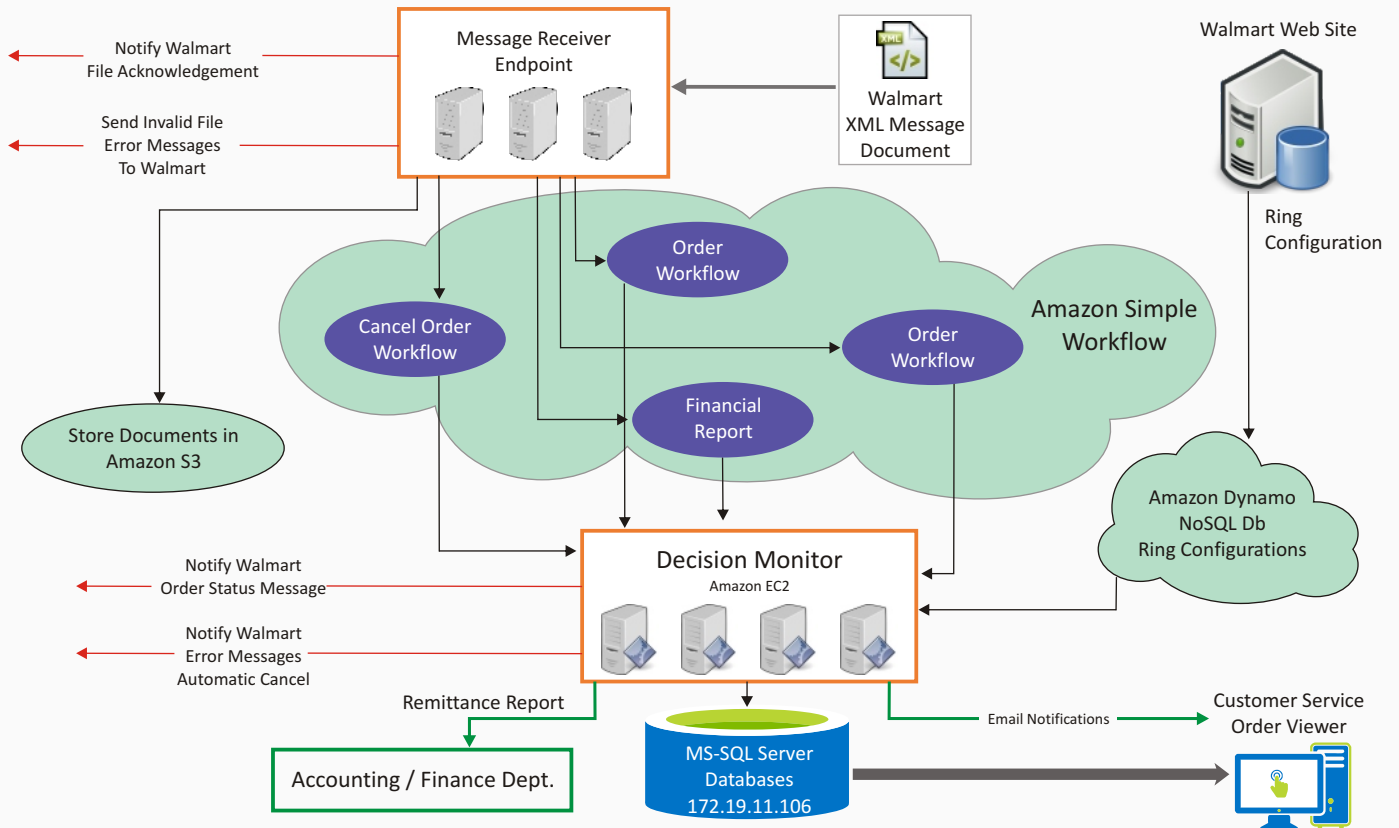 Notify Walmart
File Acknowledgement
Send Invalid File
Error Messages
To Walmart
Message Receiver
Endpoint
XML
</>
Walmart
XML Message
Document
Walmart Web Site
Ring
Configuration
Order
Workflow
Cancel Order
Workflow
Order
Workflow
Amazon Simple
Workflow
Financial
Report
Store Documents in
Amazon S3
Amazon Dynamo
NoSQL Db
Ring Configurations
Decision Monitor
Amazon EC2
Notify Walmart
Order Status Message
Notify Walmart
Error Messages
Automatic Cancel
Remittance Report
Accounting / Finance Dept.
MS-SQL Server
Databases
172.19.11.106
Email Notifications
Customer Service
Order Viewer